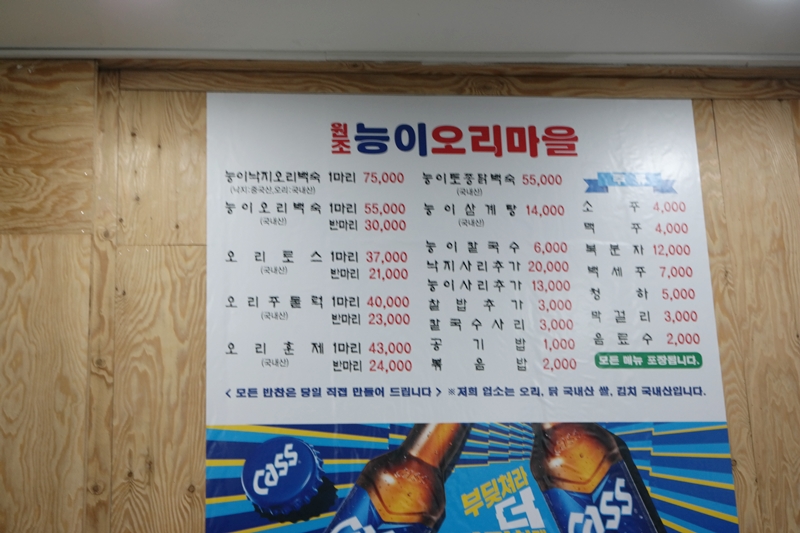 원조 능이오리마을
능이낙지오리백숙 1마리 75,000
(낙지:중국산,오리:국내산)
능이오리백숙 1마리 55,000
(국내산) 반마리 30,000
오리로스 1마리 37,000
(국내산) 반마리 21,000
오리주물럭 1마리 40,000
(국내산) 반마리 23,000
오리훈제 1마리 43,000
(국내산) 반마리 24,000
능이토종닭백숙 55,000
(국내산)
능이삼계탕 14,000
(국내산)
능이칼국수 6,000
낙지사리추가 20,000
능이사리추가 13,000
찰밥추가 3,000
칼국수사리 3,000
공기밥 1,000
볶음밥 2,000
소주 4,000
맥주 4,000
복분자 12,000
백세주 7,000
청하 5,000
막걸리 3,000
음료수 2,000
모든 메뉴 포장됩니다.
< 모든 반찬은 당일 직접 만들어 드립니다 > ※저희 업소는 오리, 닭 국내산 쌀, 김치 국내산입니다.
Cass
부딪쳐라
더
Cass